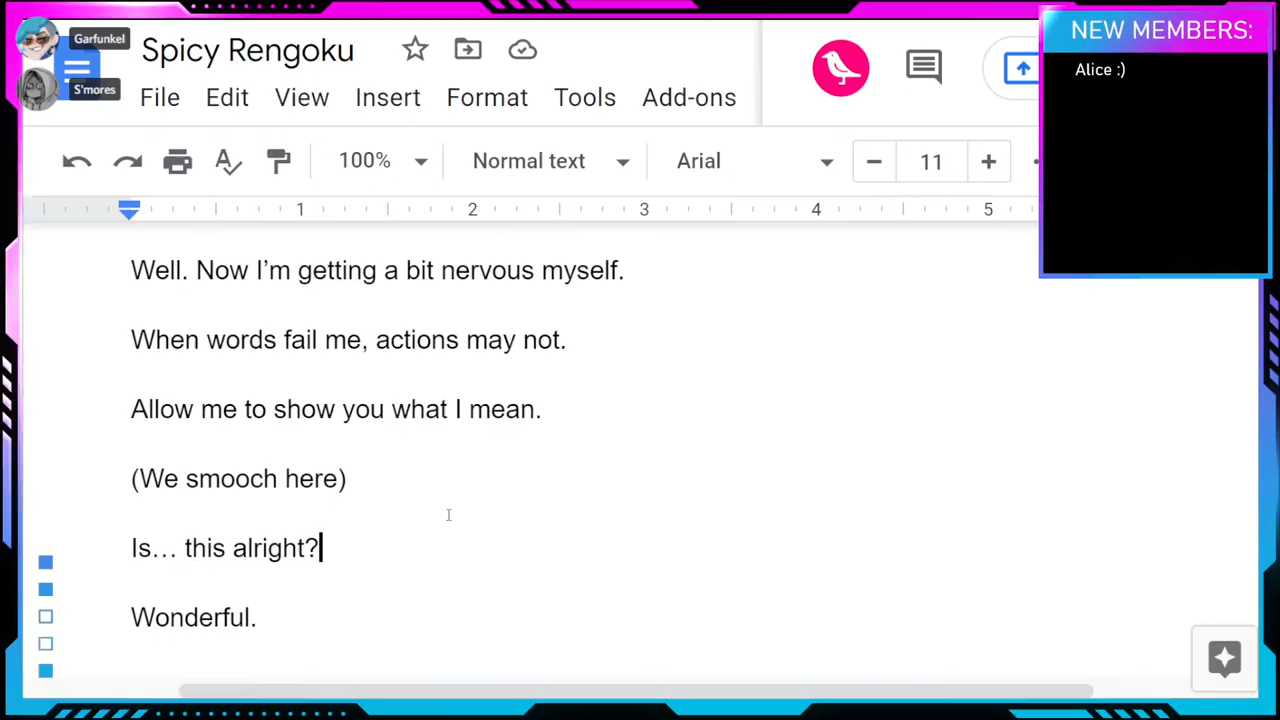 Garfunkel
S'mores
Spicy Rengoku
File Edit View Insert Format Tools Add-ons
100% Normal text Arial 11
1 2 3 4 5
NEW MEMBERS:
Alice :)
Well. Now I’m getting a bit nervous myself.
When words fail me, actions may not.
Allow me to show you what I mean.
(We smooch here)
Is… this alright?
Wonderful.